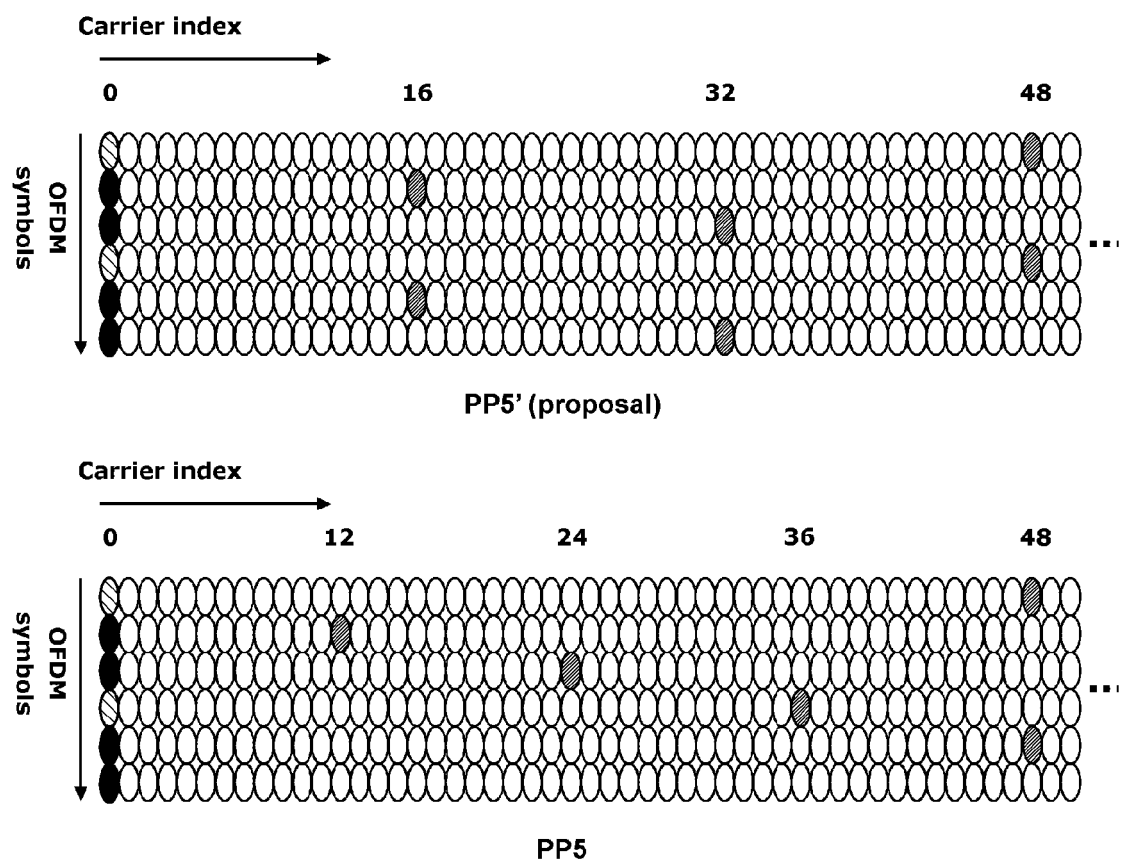 Carrier index
0 16 32 48
OFDM
symbols
PP5' (proposal)
Carrier index
0 12 24 36 48
OFDM
symbols
PP5